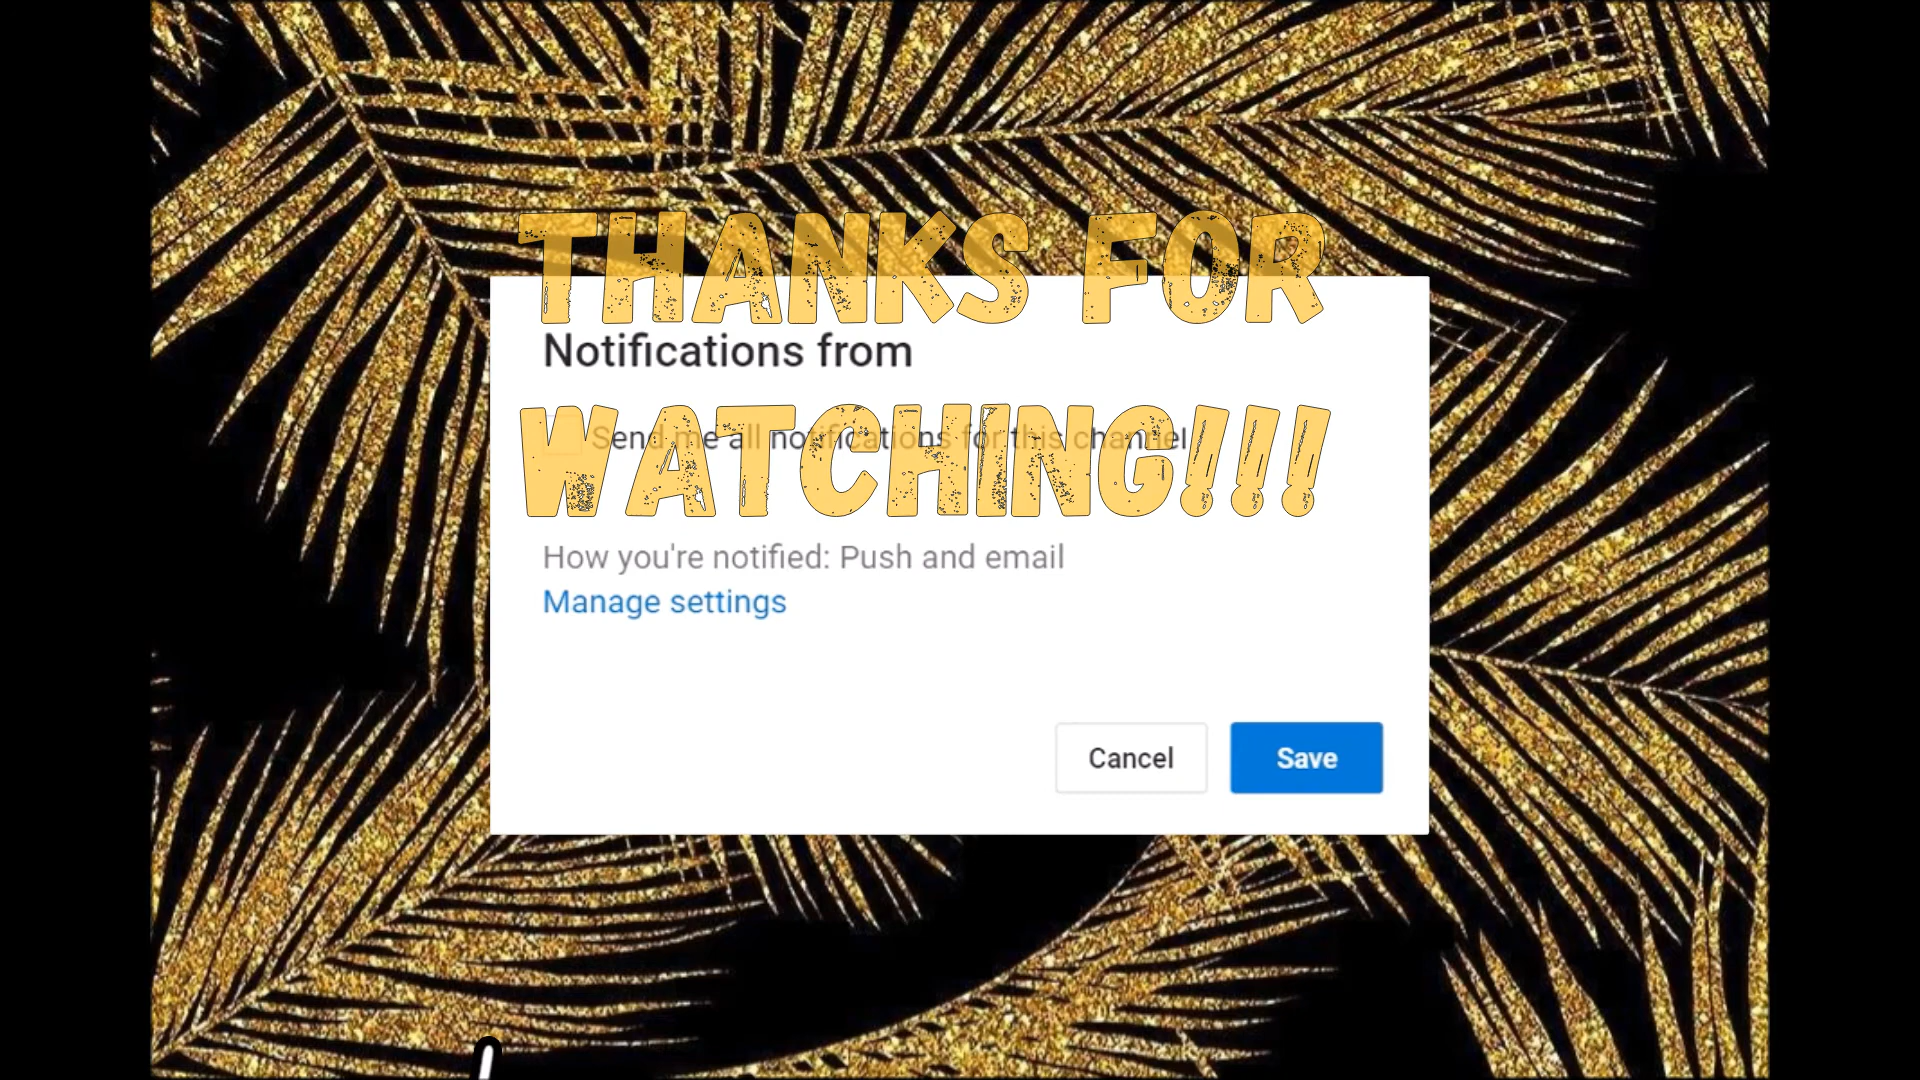 THANKS FOR
Notifications from
WATCHING!!!
Send me all notifications for this channel
How you're notified: Push and email
Manage settings
Cancel
Save